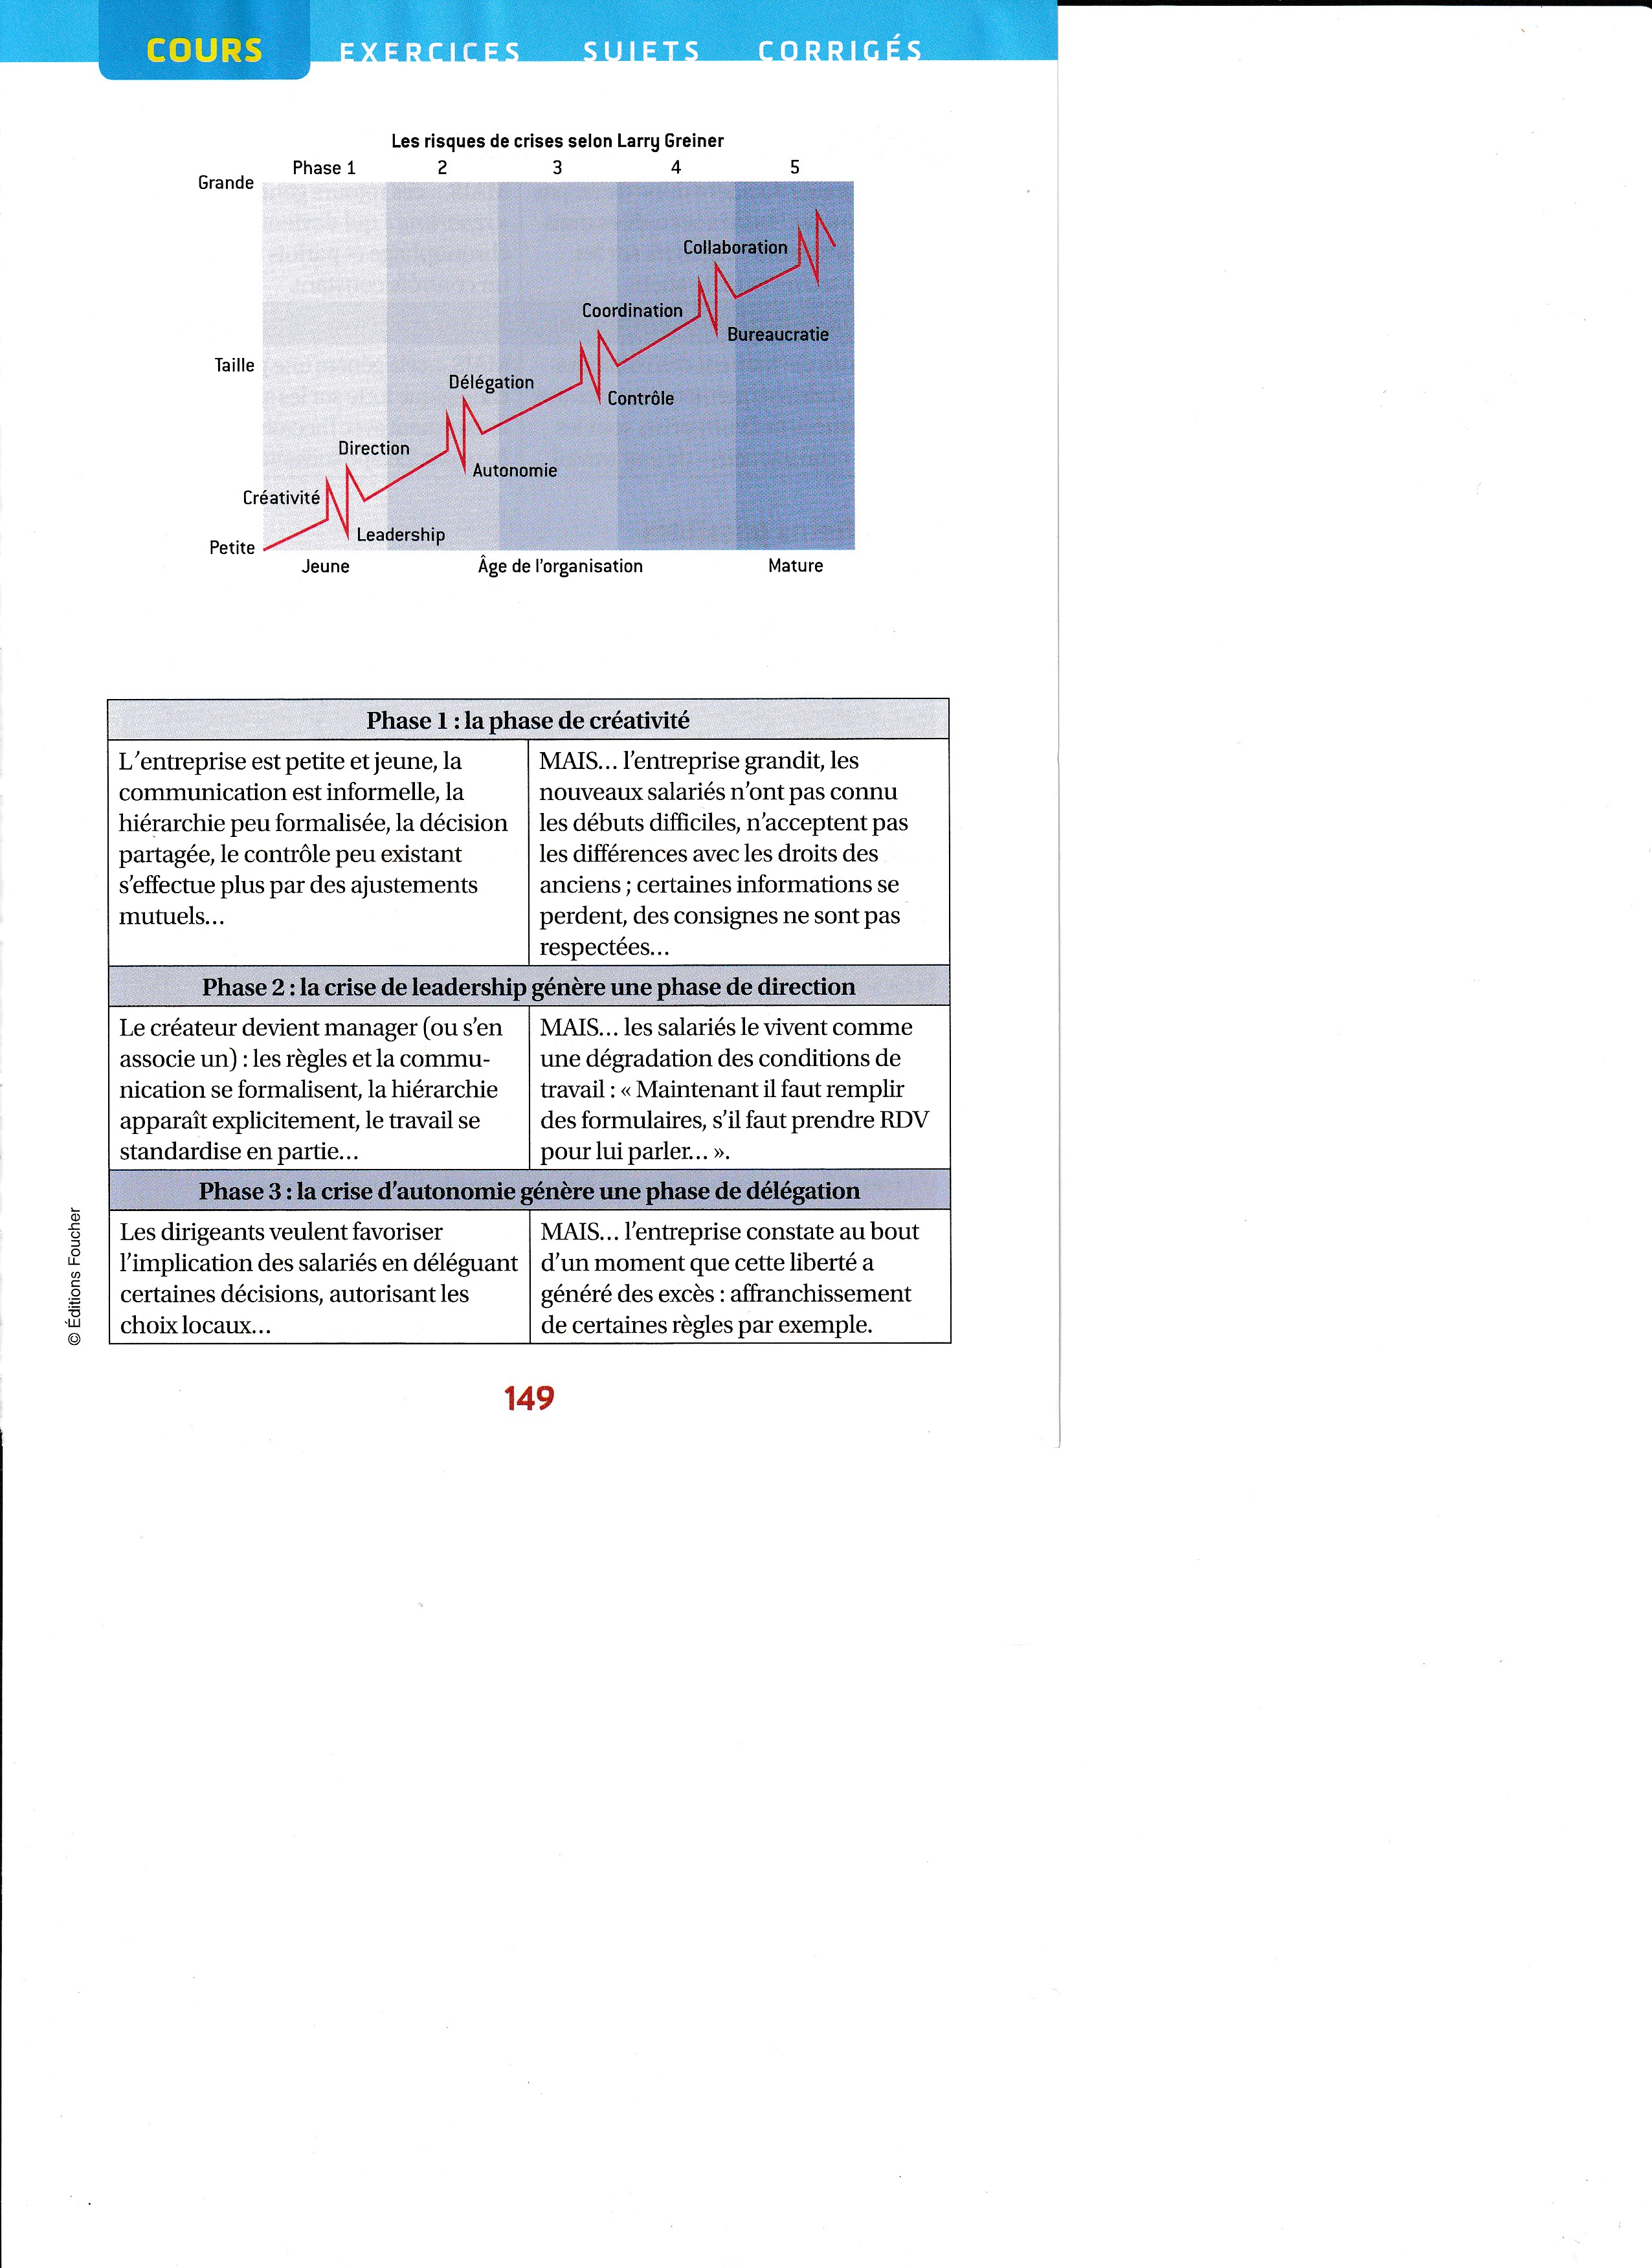 COURS EXERCICES SUJETS CORRIGÉS
Les risques de crises selon Larry Greiner
Phase 1 2 3 4 5
Grande
Collaboration
Coordination
Bureaucratie
Taille
Délégation
Contrôle
Direction
Autonomie
Créativité
Leadership
Petite
Jeune Âge de l'organisation Mature
Phase 1 : la phase de créativité
L'entreprise est petite et jeune, la
communication est informelle, la
hiérarchie peu formalisée, la décision
partagée, le contrôle peu existant
s'effectue plus par des ajustements
mutuels…
MAIS… l'entreprise grandit, les
nouveaux salariés n'ont pas connu
les débuts difficiles, n'acceptent pas
les différences avec les droits des
anciens ; certaines informations se
perdent, des consignes ne sont pas
respectées…
Phase 2 : la crise de leadership génère une phase de direction
Le créateur devient manager (ou s'en
associe un) : les règles et la commu-
nication se formalisent, la hiérarchie
apparaît explicitement, le travail se
standardise en partie…
MAIS… les salariés le vivent comme
une dégradation des conditions de
travail : « Maintenant il faut remplir
des formulaires, s'il faut prendre RDV
pour lui parler… ».
Phase 3 : la crise d'autonomie génère une phase de délégation
Les dirigeants veulent favoriser
l'implication des salariés en déléguant
certaines décisions, autorisant les
choix locaux…
MAIS… l'entreprise constate au bout
d'un moment que cette liberté a
généré des excès : affranchissement
de certaines règles par exemple.
© Éditions Foucher
149